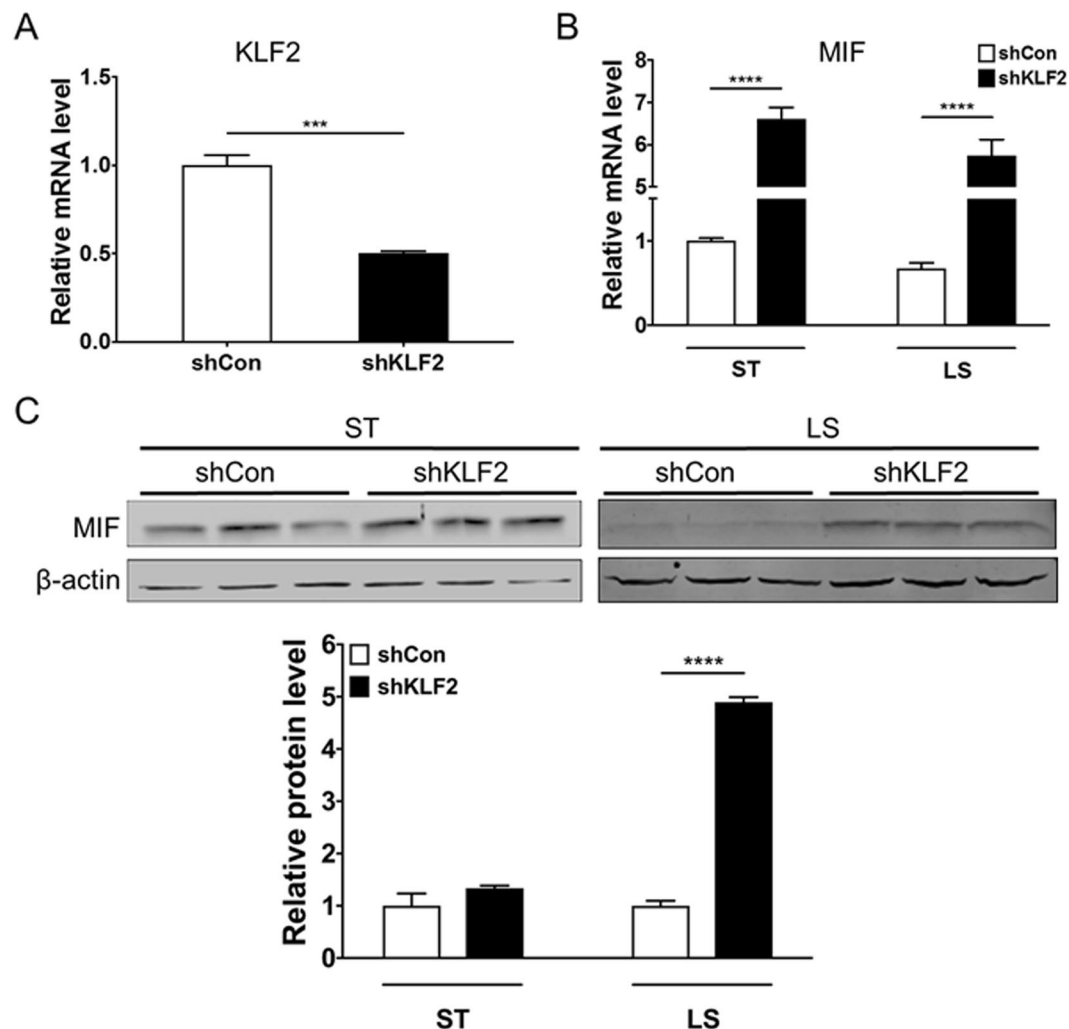 A
KLF2
Relative mRNA level
1.5
1.0
0.5
0.0
***
shCon
shKLF2
B
MIF
shCon
shKLF2
Relative mRNA level
8
7
6
5
1
0
****
****
ST
LS
C
ST
LS
shCon
shKLF2
shCon
shKLF2
MIF
β-actin
Relative protein level
6
5
4
3
2
1
0
shCon
shKLF2
****
ST
LS